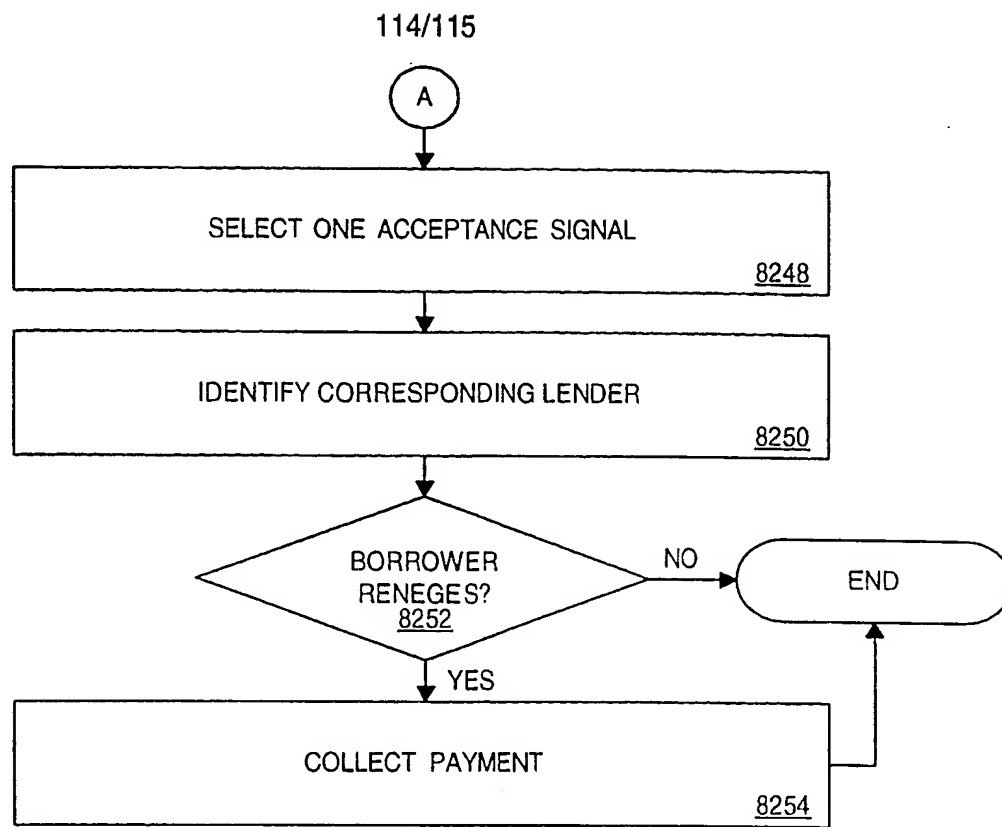 114/115
A
SELECT ONE ACCEPTANCE SIGNAL
8248
IDENTIFY CORRESPONDING LENDER
8250
BORROWER
RENEGES?
8252
NO
END
YES
COLLECT PAYMENT
8254